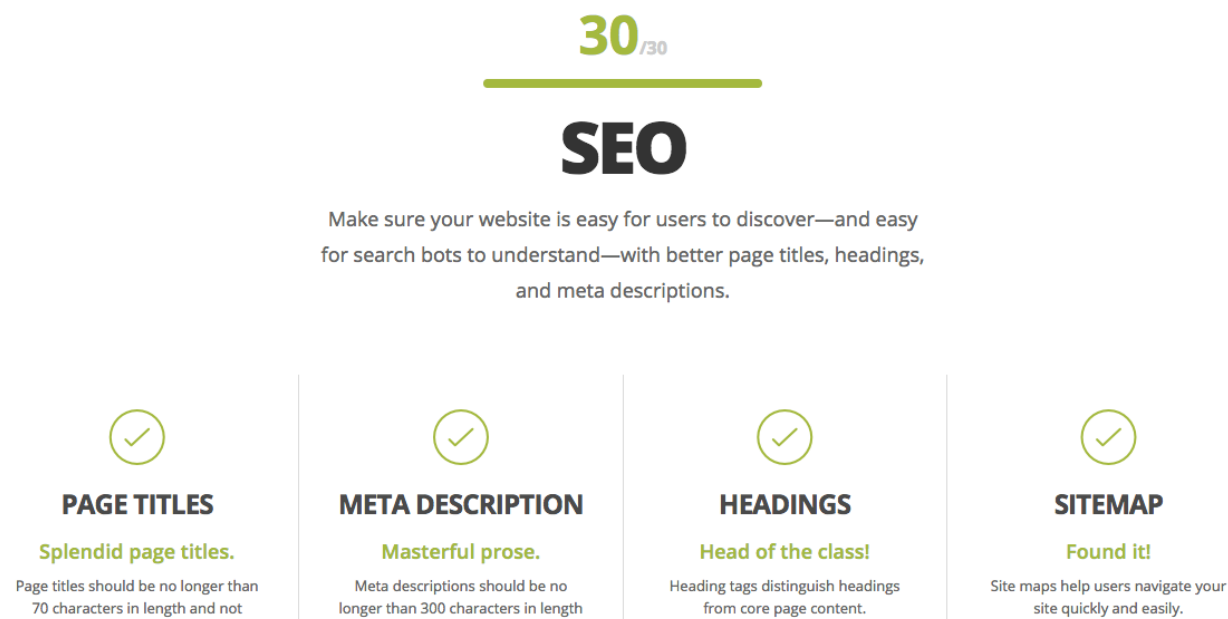 30/30
SEO
Make sure your website is easy for users to discover—and easy
for search bots to understand—with better page titles, headings,
and meta descriptions.
PAGE TITLES
Splendid page titles.
Page titles should be no longer than
70 characters in length and not
META DESCRIPTION
Masterful prose.
Meta descriptions should be no
longer than 300 characters in length
HEADINGS
Head of the class!
Heading tags distinguish headings
from core page content.
SITEMAP
Found it!
Site maps help users navigate your
site quickly and easily.